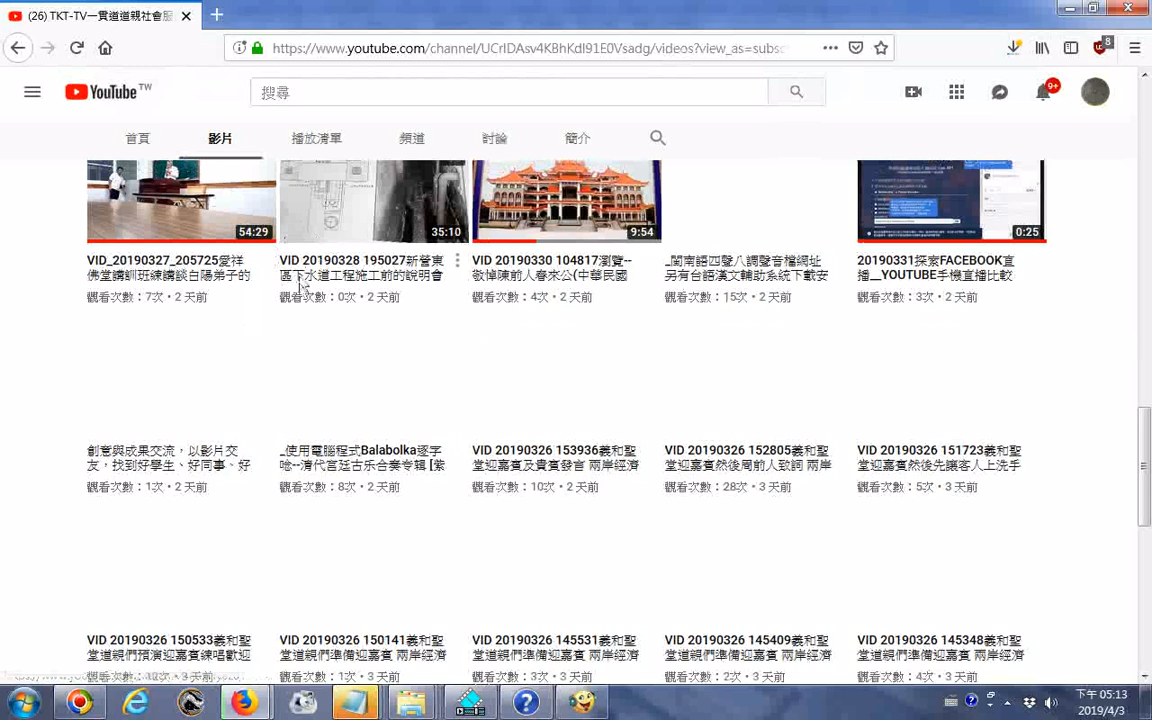 (26) TKT-TV一貫道道親社會服
https://www.youtube.com/channel/UCrIDAsv4KBhKdI91E0Vsadg/videos?view_as=subsc
8
YouTube TW
搜尋
9+
首頁 影片 播放清單 頻道 討論 簡介
54:29
35:10
9:54
0:25
VID_20190327_205725愛祥
佛堂講訓班練講談白陽弟子的
觀看次數：7次 • 2 天前
VID 20190328 195027新營東
區下水道工程施工前的說明會
觀看次數：0次 • 2 天前
VID 20190330 104817瀏覽--
敬悼陳前人春來公(中華民國
觀看次數：4次 • 2 天前
_閩南語四聲八調聲音檔網址
另有台語漢文輔助系統下載安
觀看次數：15次 • 2 天前
20190331探索FACEBOOK直
播__YOUTUBE手機直播比較
觀看次數：3次 • 2 天前
創意與成果交流，以影片交
友，找到好學生、好同事、好
觀看次數：1次 • 2 天前
_使用電腦程式Balabolka逐字
唸--清代宮廷古乐合奏专辑 [紫
觀看次數：8次 • 2 天前
VID 20190326 153936義和聖
堂迎嘉賓及貴賓發言 兩岸經濟
觀看次數：10次 • 2 天前
VID 20190326 152805義和聖
堂迎嘉賓然後周前人致詞 兩岸
觀看次數：28次 • 3 天前
VID 20190326 151723義和聖
堂迎嘉賓然後先讓客人上洗手
觀看次數：5次 • 3 天前
VID 20190326 150533義和聖
堂道親們預演迎嘉賓練唱歡迎
VID 20190326 150141義和聖
堂道親們準備迎嘉賓 兩岸經濟
觀看次數：1次 • 3 天前
VID 20190326 145531義和聖
堂道親們準備迎嘉賓 兩岸經濟
觀看次數：3次 • 3 天前
VID 20190326 145409義和聖
堂道親們準備迎嘉賓 兩岸經濟
觀看次數：2次 • 3 天前
VID 20190326 145348義和聖
堂道親們準備迎嘉賓 兩岸經濟
觀看次數：4次 • 3 天前
下午 05:13
2019/4/3